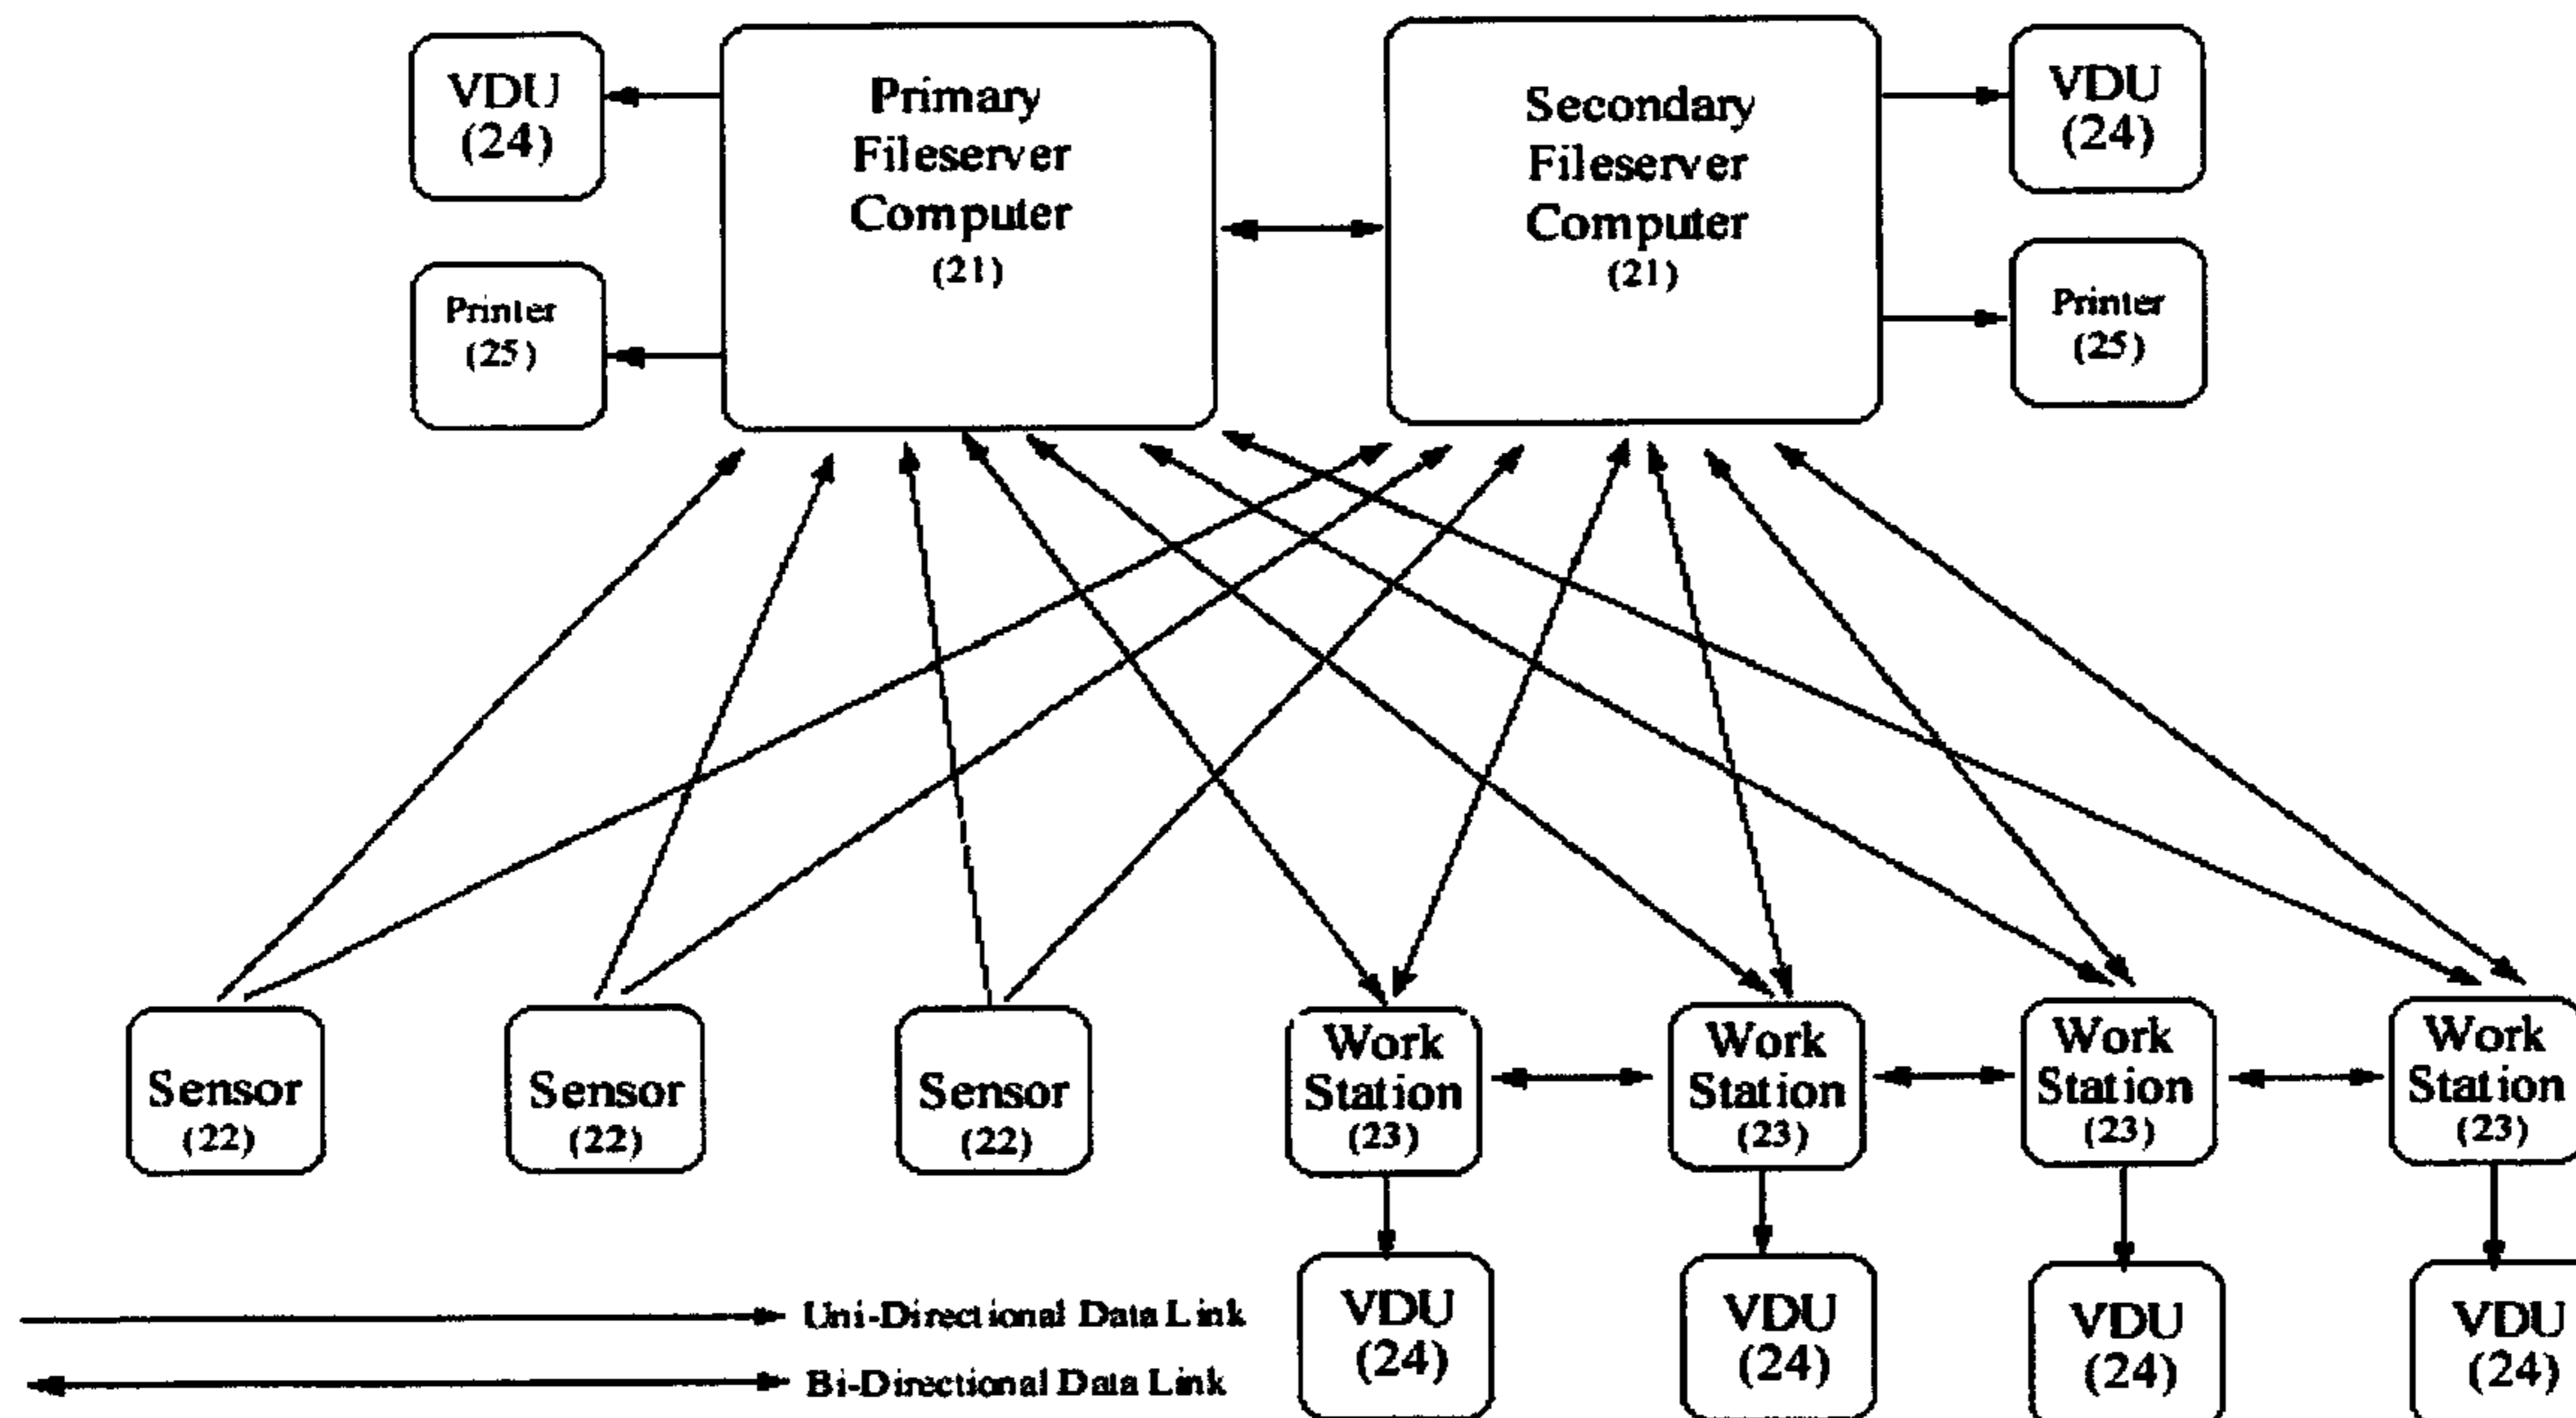 VDU
(24)
Primary
Fileserver
Computer
(21)
Secondary
Fileserver
Computer
(21)
VDU
(24)
Printer
(25)
Printer
(25)
Sensor
(22)
Sensor
(22)
Sensor
(22)
Work
Station
(23)
Work
Station
(23)
Work
Station
(23)
Work
Station
(23)
Uni-Directional Data Link
Bi-Directional Data Link
VDU
(24)
VDU
(24)
VDU
(24)
VDU
(24)